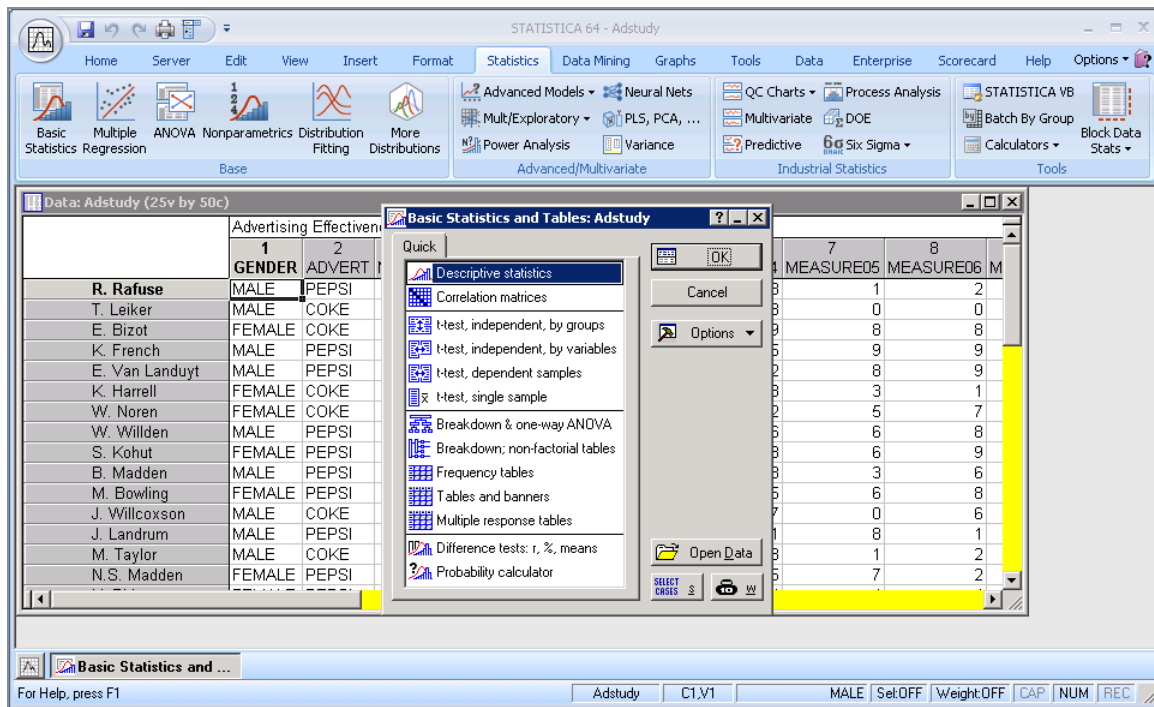 STATISTICA 64 - Adstudy
Home Server Edit View Insert Format Statistics Data Mining Graphs Tools Data Enterprise Scorecard Help Options
Basic Statistics
Multiple Regression
ANOVA
Nonparametrics
Distribution Fitting
More Distributions
Base
Advanced Models
Neural Nets
Mult/Exploratory
PLS, PCA, ...
Power Analysis
Variance
Advanced/Multivariate
QC Charts
Process Analysis
Multivariate
DOE
Predictive
Six Sigma
Industrial Statistics
STATISTICA VB
Batch By Group
Calculators
Block Data Stats
Tools
Data: Adstudy (25v by 50c)
Advertising Effectiven
1 2 7 8
GENDER ADVERT MEASURE05 MEASURE06 M
R. Rafuse MALE PEPSI 1 2
T. Leiker MALE COKE 0 0
E. Bizot FEMALE COKE 8 8
K. French MALE PEPSI 9 9
E. Van Landuyt MALE PEPSI 8 9
K. Harrell FEMALE COKE 3 1
W. Noren FEMALE COKE 5 7
W. Willden MALE PEPSI 6 8
S. Kohut FEMALE PEPSI 6 9
B. Madden MALE PEPSI 3 6
M. Bowling FEMALE PEPSI 6 8
J. Willcoxson MALE COKE 0 6
J. Landrum MALE PEPSI 8 1
M. Taylor MALE COKE 1 2
N.S. Madden FEMALE PEPSI 7 2
Basic Statistics and Tables: Adstudy
Quick
Descriptive statistics
Correlation matrices
t-test, independent, by groups
t-test, independent, by variables
t-test, dependent samples
t-test, single sample
Breakdown & one-way ANOVA
Breakdown; non-factorial tables
Frequency tables
Tables and banners
Multiple response tables
Difference tests: r, %, means
Probability calculator
OK
Cancel
Options
Open Data
SELECT CASES S
W
Basic Statistics and ...
For Help, press F1
Adstudy C1,V1 MALE Sel:OFF Weight:OFF CAP NUM REC